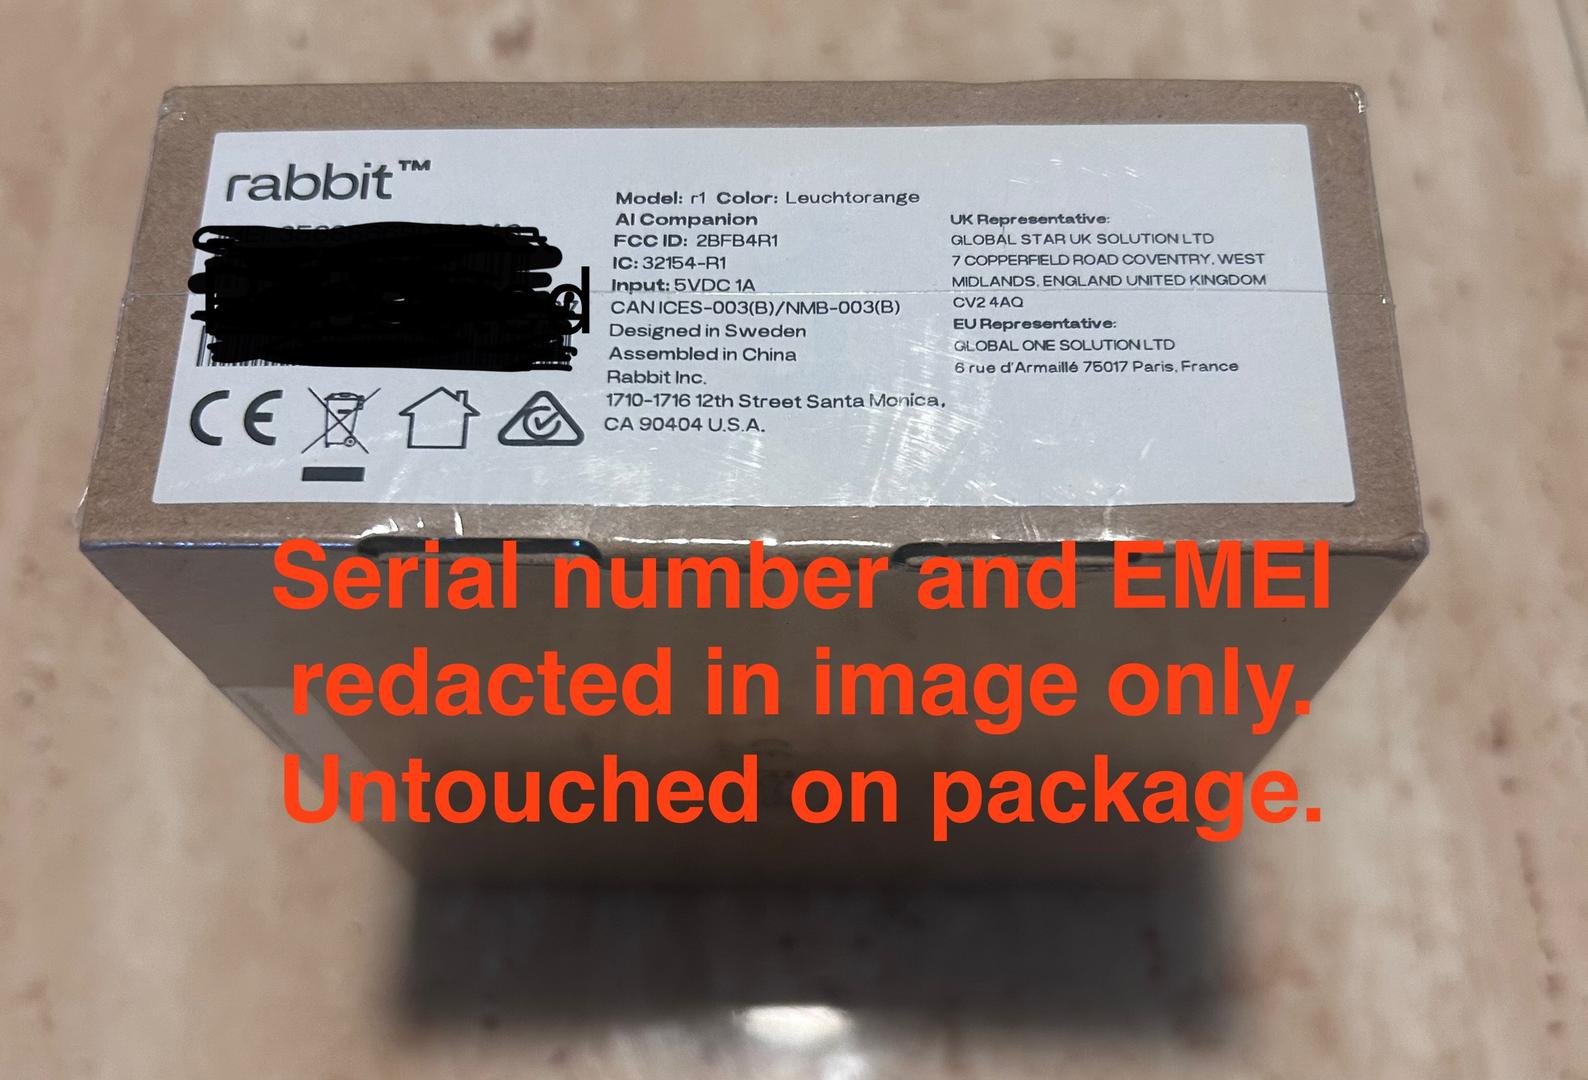 rabbit™
Model: r1 Color: Leuchtorange
AI Companion
FCC ID: 2BFB4R1
IC: 32154-R1
Input: 5VDC 1A
CAN ICES-003(B)/NMB-003(B)
Designed in Sweden
Assembled in China
Rabbit Inc.
1710-1716 12th Street Santa Monica,
CA 90404 U.S.A.
UK Representative:
GLOBAL STAR UK SOLUTION LTD
7 COPPERFIELD ROAD COVENTRY, WEST
MIDLANDS, ENGLAND UNITED KINGDOM
CV2 4AQ
EU Representative:
GLOBAL ONE SOLUTION LTD
6 rue d'Armaillé 75017 Paris, France
CE
Serial number and EMEI
redacted in image only.
Untouched on package.